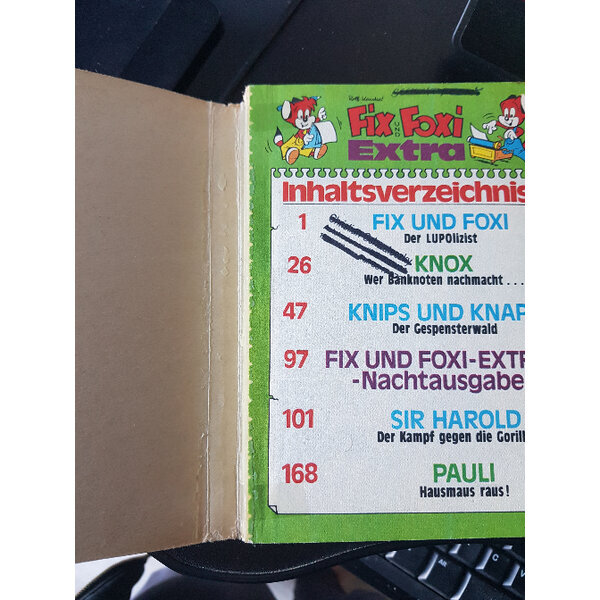 Fix und Foxi
Extra
Inhaltsverzeichnis
1 FIX UND FOXI
Der LUPOlizist
26 KNOX
Wer Banknoten nachmacht...
47 KNIPS UND KNAP
Der Gespensterwald
97 FIX UND FOXI-EXTR
-Nachtausgabe
101 SIR HAROLD
Der Kampf gegen die Gorill
168 PAULI
Hausmaus raus!
Alt